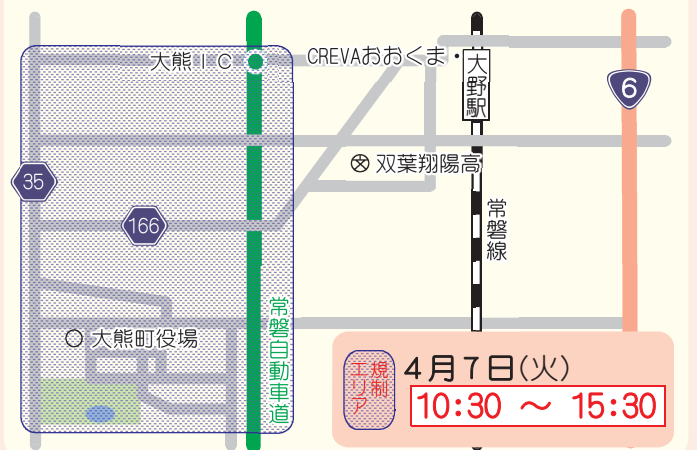 大熊IC
CREVAおおくま・
大野駅
6
双葉翔陽高
35
166
常磐線
常磐自動車道
大熊町役場
規制
エリア
4月7日(火)
10:30 ～ 15:30